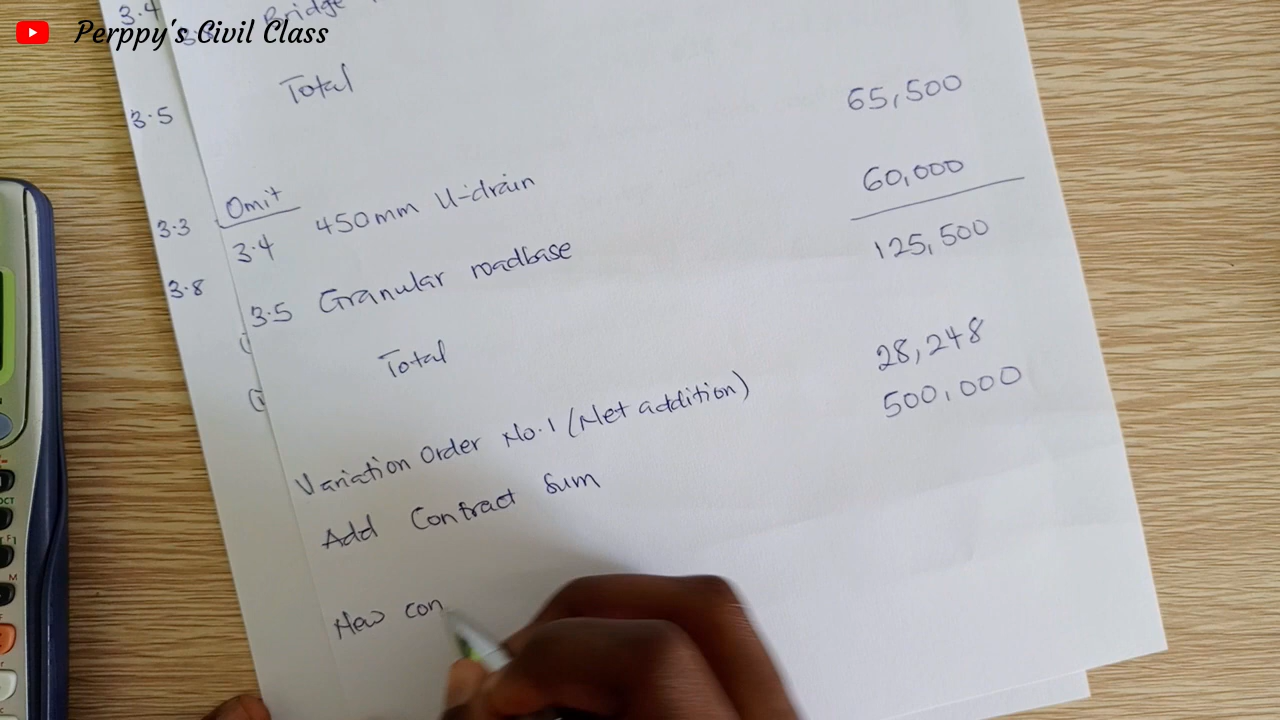 Perppy's Civil Class
3.4
Bridge
Total
3.5
Omit
3.3
3.4 450mm U-drain 65,500
3.8
3.5 Granular roadbase 60,000
Total 125,500
Variation Order No.1 (Net addition) 28,248
Add Contract Sum 500,000
New con